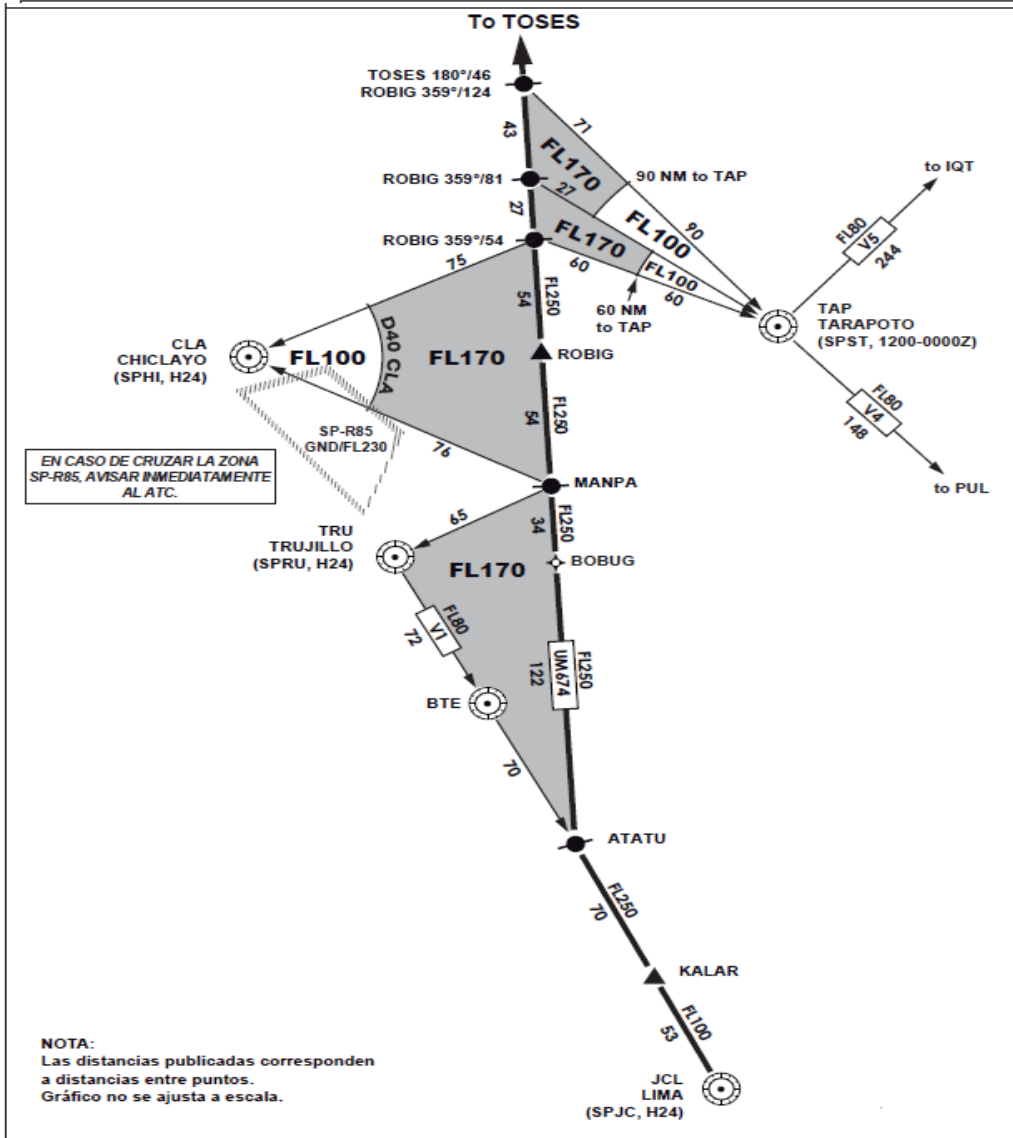 To TOSES
TOSES 180°/46
ROBIG 359°/124
43
71
FL170
27
90 NM to TAP
to IQT
ROBIG 359°/81
27
FL100
90
FL80
V5
244
ROBIG 359°/54
FL170
60
FL100
60
75
60 NM
to TAP
TAP
TARAPOTO
(SPST, 1200-0000Z)
FL250
54
CLA
CHICLAYO
(SPHI, H24)
FL100
D40 CLA
FL170
ROBIG
FL80
V4
148
to PUL
SP-R85
GND/FL230
76
FL250
54
EN CASO DE CRUZAR LA ZONA
SP-R85, AVISAR INMEDIATAMENTE
AL ATC.
MANPA
65
FL250
34
TRU
TRUJILLO
(SPRU, H24)
FL170
BOBUG
FL80
V1
72
FL250
UM674
122
BTE
70
ATATU
FL250
70
KALAR
FL100
53
NOTA:
Las distancias publicadas corresponden
a distancias entre puntos.
Gráfico no se ajusta a escala.
JCL
LIMA
(SPJC, H24)